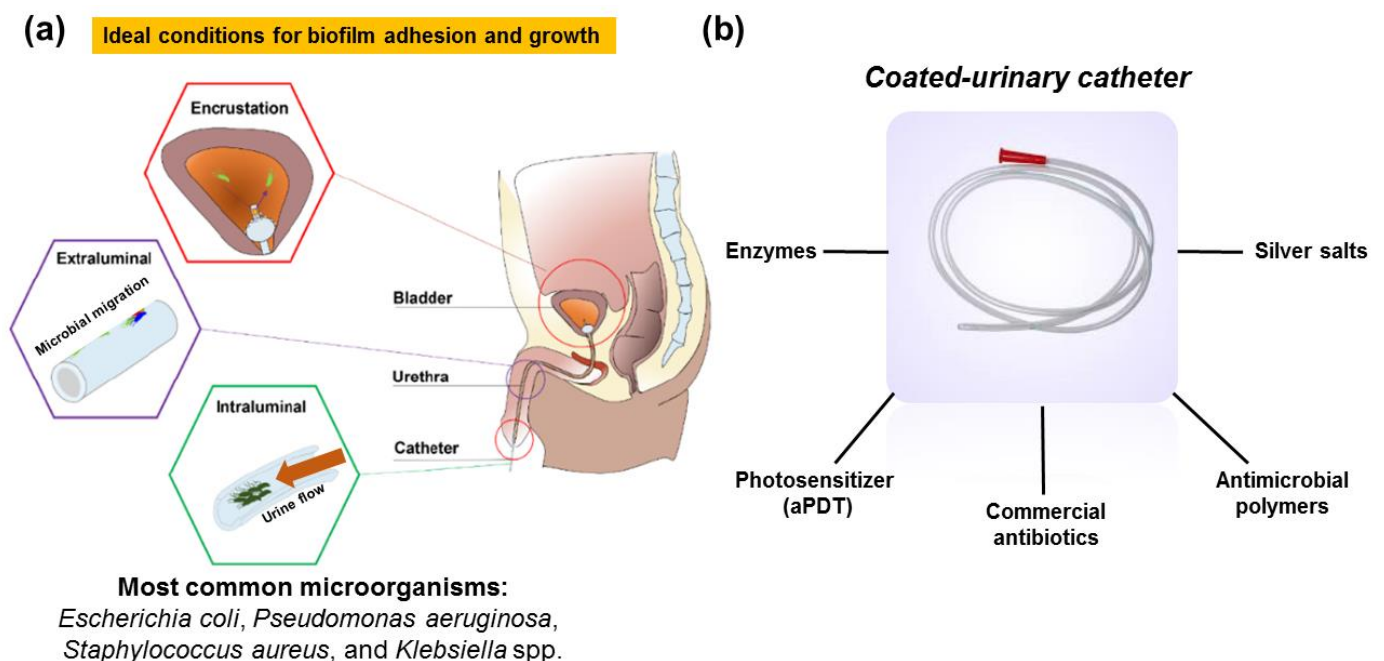 (a)
Ideal conditions for biofilm adhesion and growth
Encrustation
Extraluminal
Microbial migration
Intraluminal
Urine flow
Bladder
Urethra
Catheter
Most common microorganisms:
Escherichia coli, Pseudomonas aeruginosa,
Staphylococcus aureus, and Klebsiella spp.
(b)
Coated-urinary catheter
Enzymes
Silver salts
Photosensitizer
(aPDT)
Commercial
antibiotics
Antimicrobial
polymers